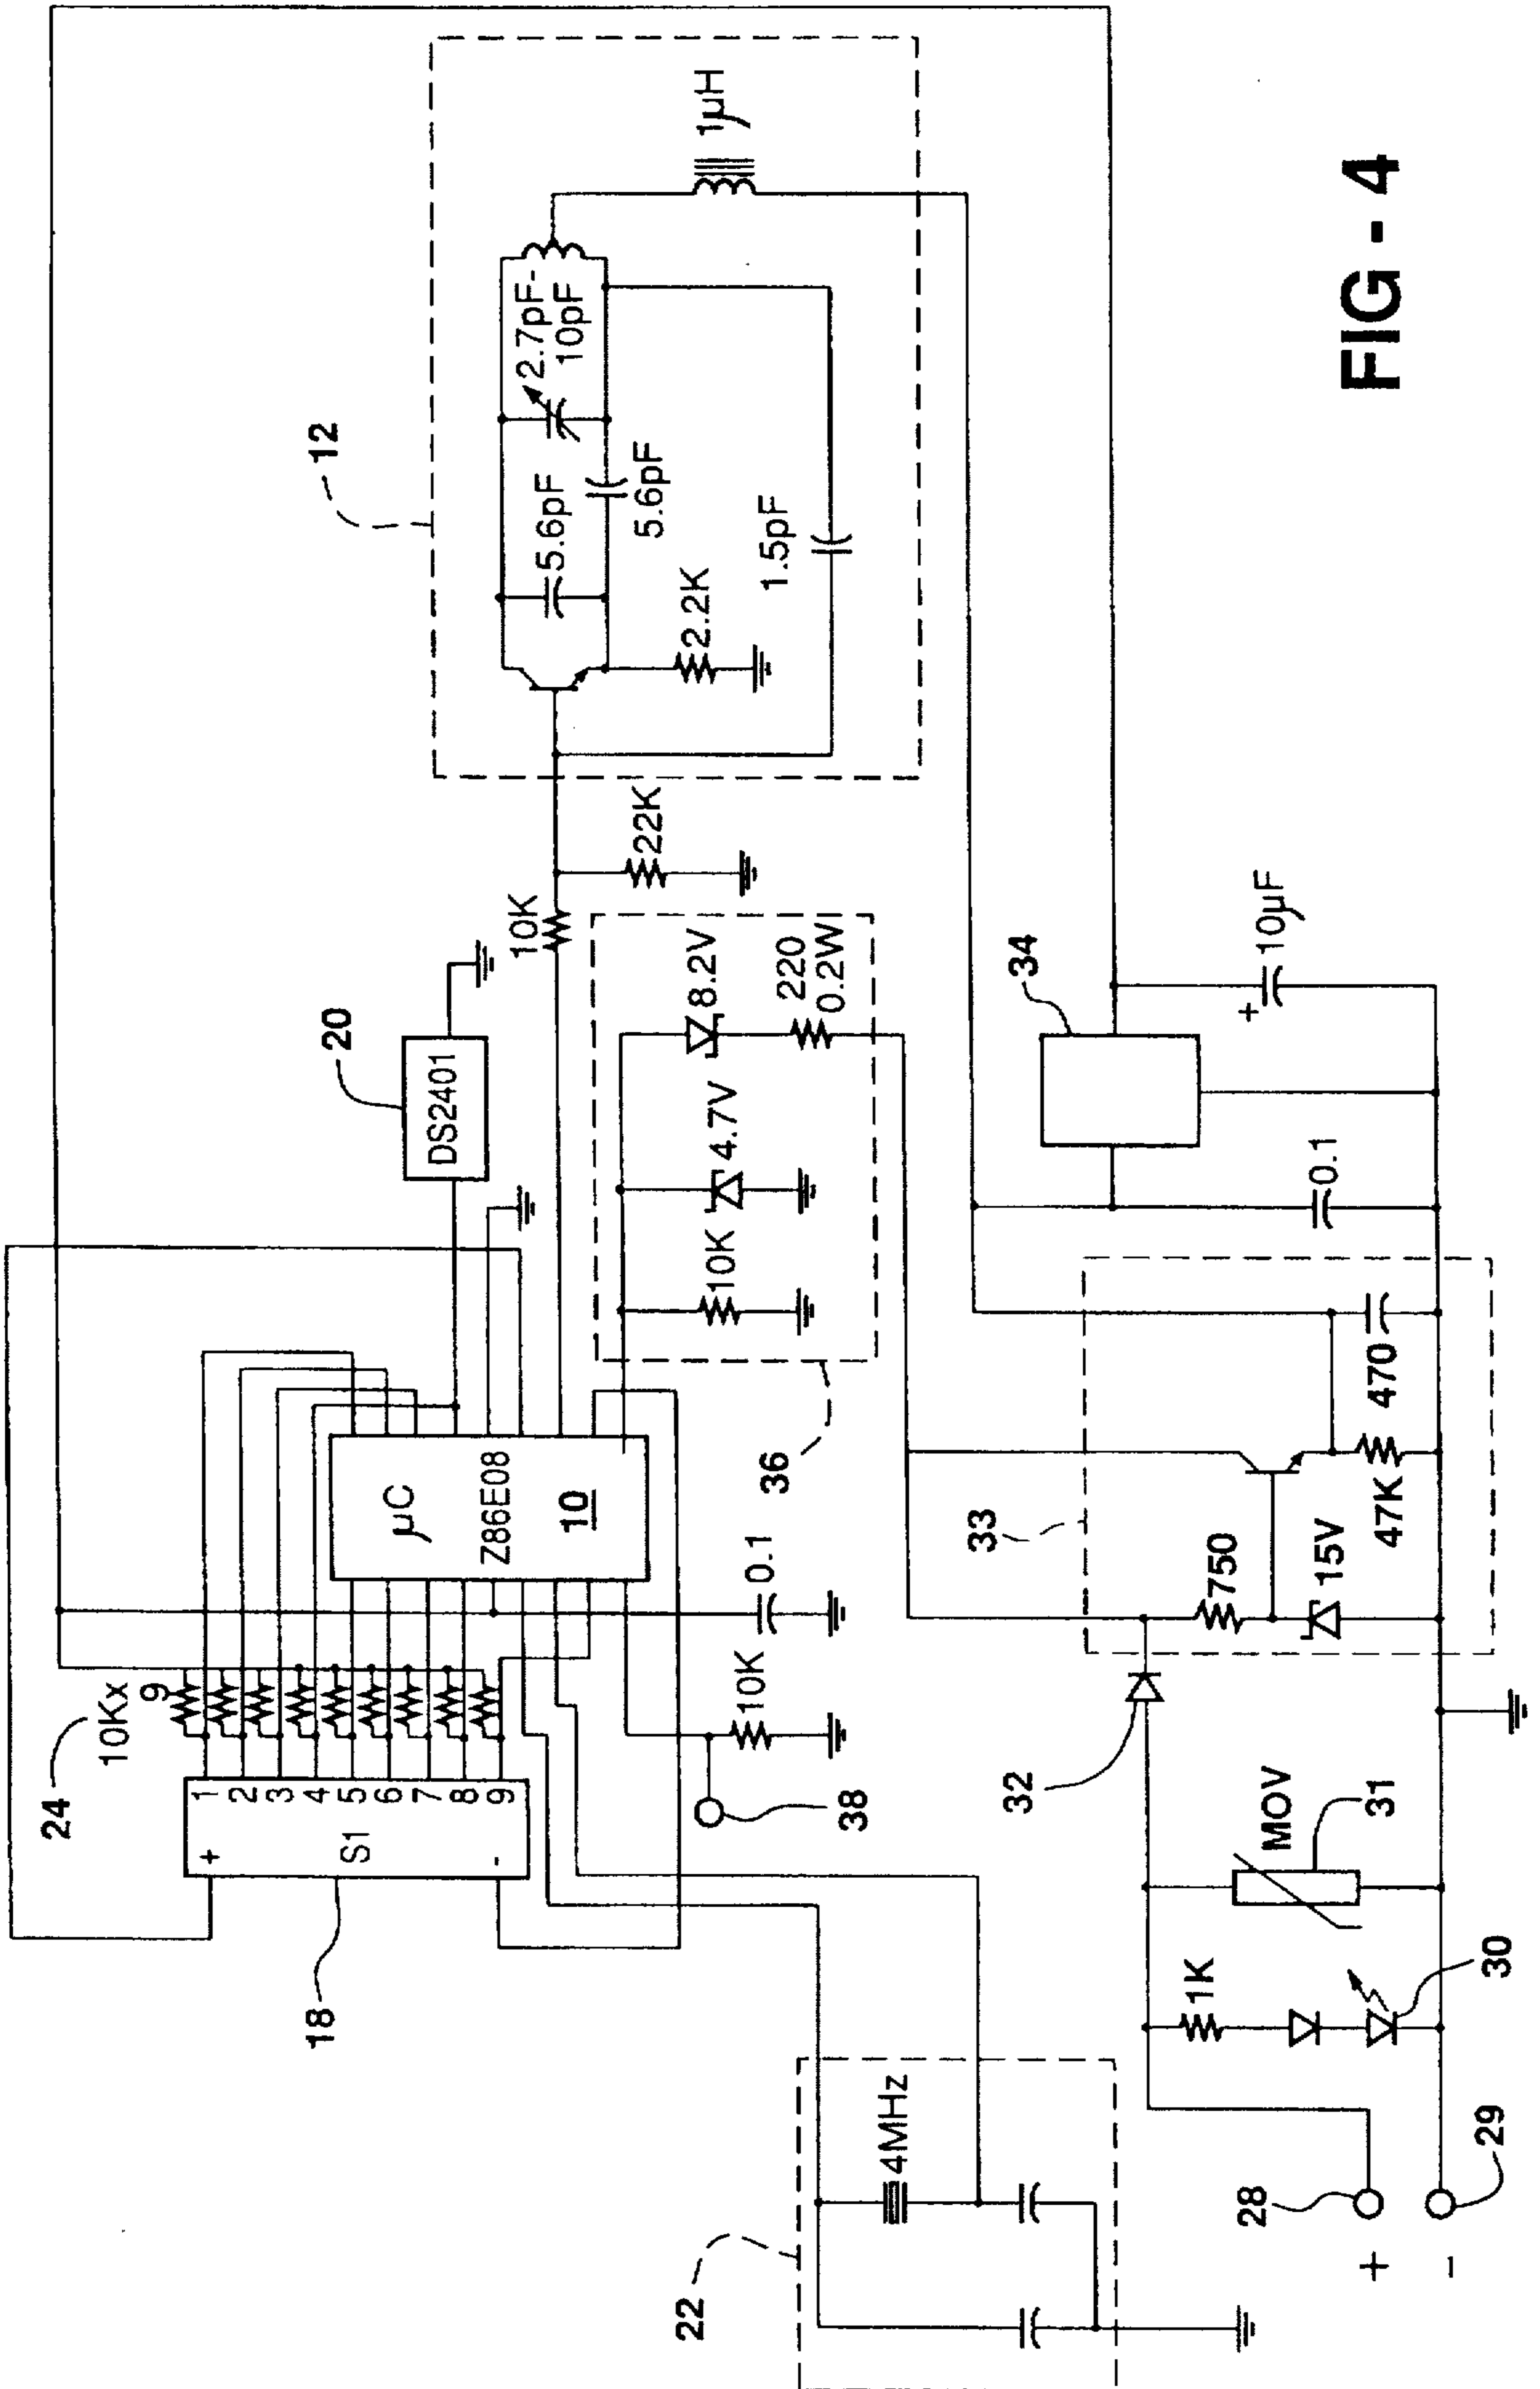 24
10Kx
9
18
+
S1
-
1
2
3
4
5
6
7
8
9
µC
Z86E08
10
20
DS2401
12
2.7pF-
10pF
5.6pF
5.6pF
1µH
2.2K
1.5pF
10K
22K
0.1
10K
38
36
10K
4.7V
8.2V
220
0.2W
22
4MHz
28
+
29
-
1K
30
MOV
31
32
33
750
15V
47K
470
34
0.1
+
10µF
FIG - 4